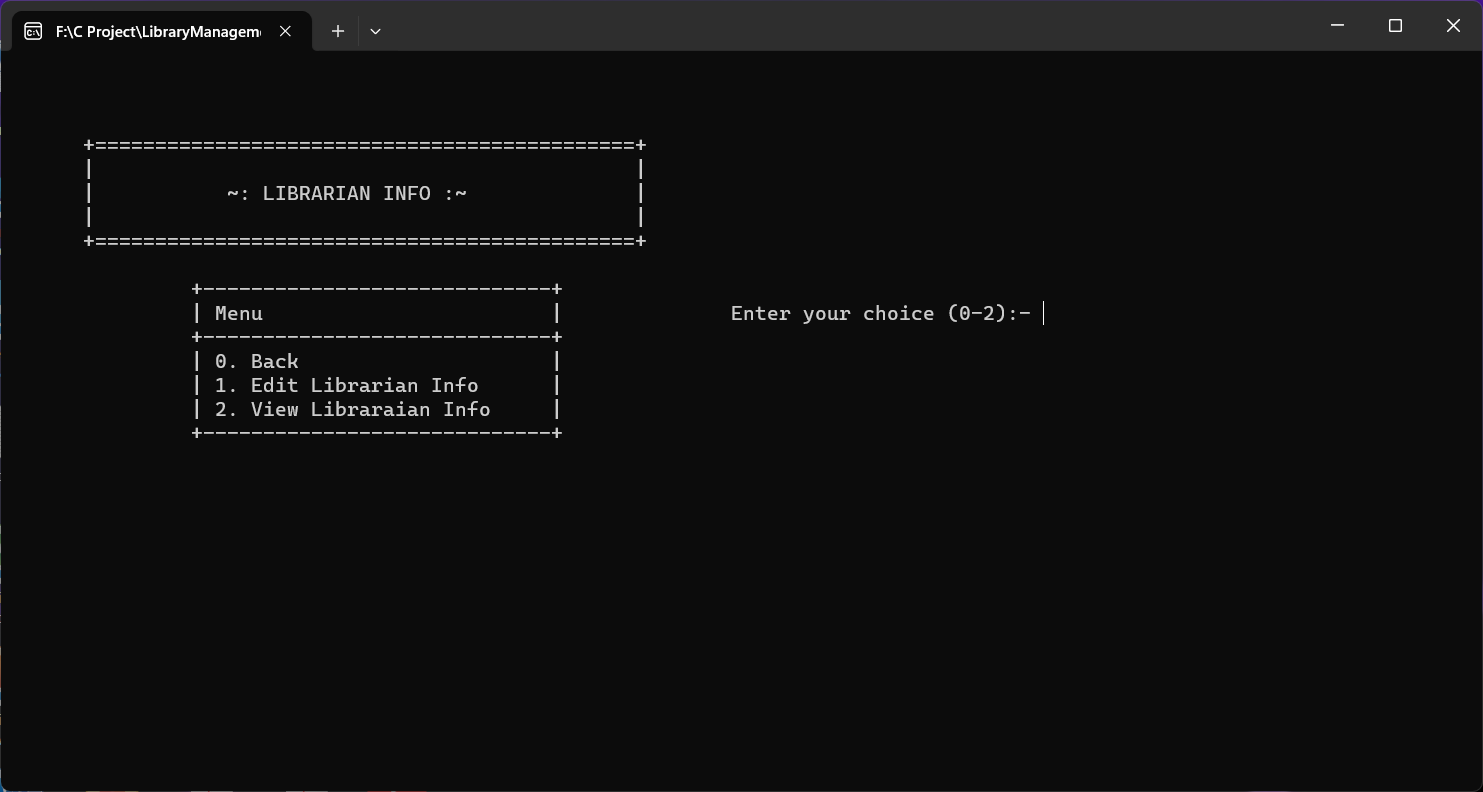 F:\C Project\LibraryManagem
~: LIBRARIAN INFO :~
Menu
Enter your choice (0-2):-
0. Back
1. Edit Librarian Info
2. View Libraraian Info